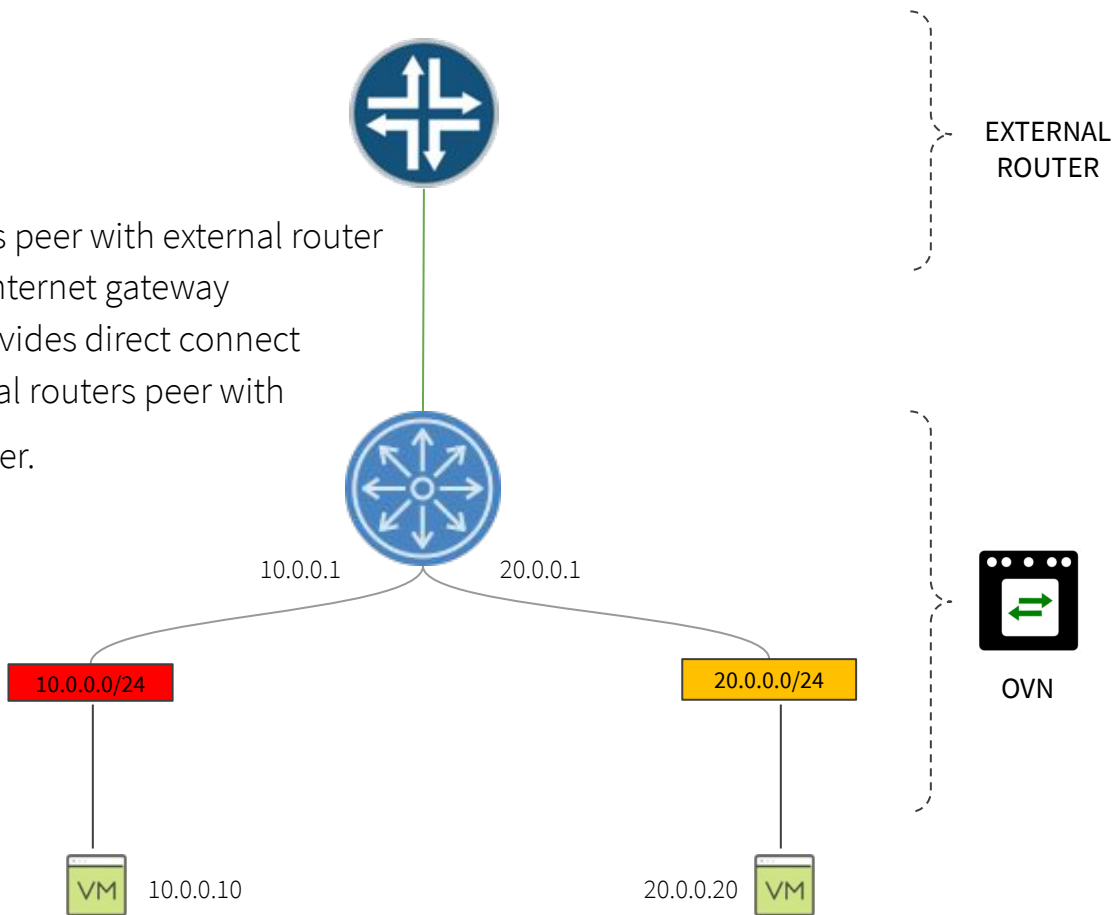 EXTERNAL
ROUTER
peer with external router
nternet gateway
vides direct connect
al routers peer with
er.
10.0.0.1
20.0.0.1
10.0.0.0/24
20.0.0.0/24
OVN
VM
10.0.0.10
20.0.0.20
VM